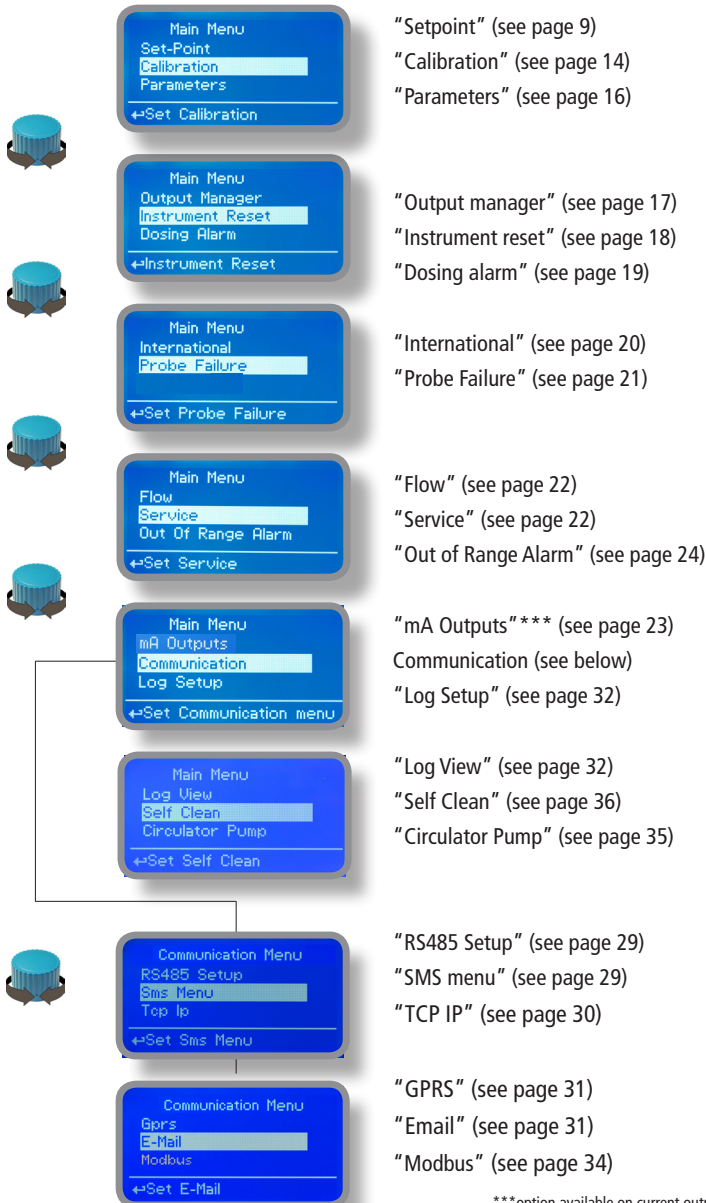 Main Menu
Set-Point
Calibration
Parameters
↩Set Calibration
"Setpoint" (see page 9)
"Calibration" (see page 14)
"Parameters" (see page 16)
Main Menu
Output Manager
Instrument Reset
Dosing Alarm
↩Instrument Reset
"Output manager" (see page 17)
"Instrument reset" (see page 18)
"Dosing alarm" (see page 19)
Main Menu
International
Probe Failure
↩Set Probe Failure
"International" (see page 20)
"Probe Failure" (see page 21)
Main Menu
Flow
Service
Out Of Range Alarm
↩Set Service
"Flow" (see page 22)
"Service" (see page 22)
"Out of Range Alarm" (see page 24)
Main Menu
mA Outputs
Communication
Log Setup
↩Set Communication menu
"mA Outputs"*** (see page 23)
Communication (see below)
"Log Setup" (see page 32)
Main Menu
Log View
Self Clean
Circulator Pump
↩Set Self Clean
"Log View" (see page 32)
"Self Clean" (see page 36)
"Circulator Pump" (see page 35)
Communication Menu
RS485 Setup
Sms Menu
Tcp Ip
↩Set Sms Menu
"RS485 Setup" (see page 29)
"SMS menu" (see page 29)
"TCP IP" (see page 30)
Communication Menu
Gprs
E-Mail
Modbus
↩Set E-Mail
"GPRS" (see page 31)
"Email" (see page 31)
"Modbus" (see page 34)
***option available on current